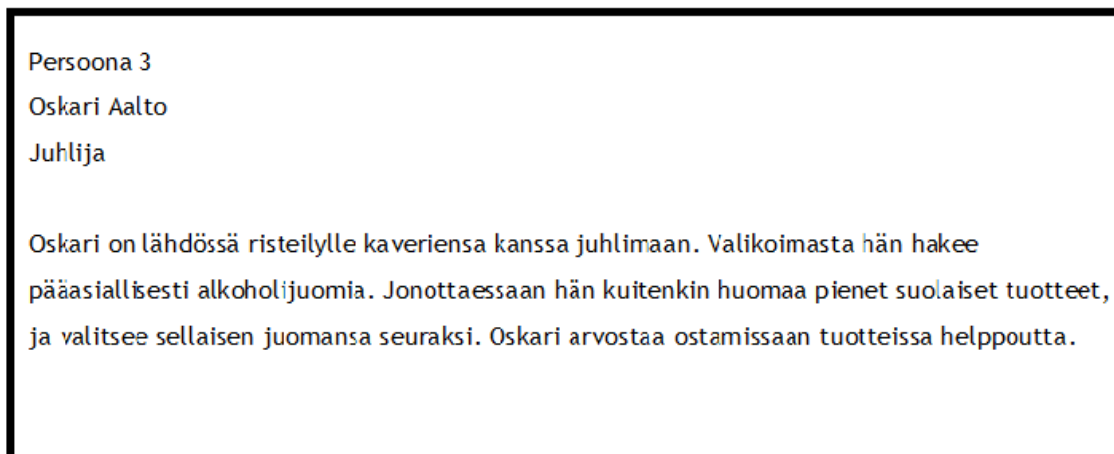 Persoona 3
Oskari Aalto
Juhlija
Oskari on lähdössä risteilylle kaveriensa kanssa juhlimaan. Valikoimasta hän hakee
pääasiallisesti alkoholijuomia. Jonottaessaan hän kuitenkin huomaa pienet suolaiset tuotteet,
ja valitsee sellaisen juomansa seuraksi. Oskari arvostaa ostamissaan tuotteissa helppoutta.